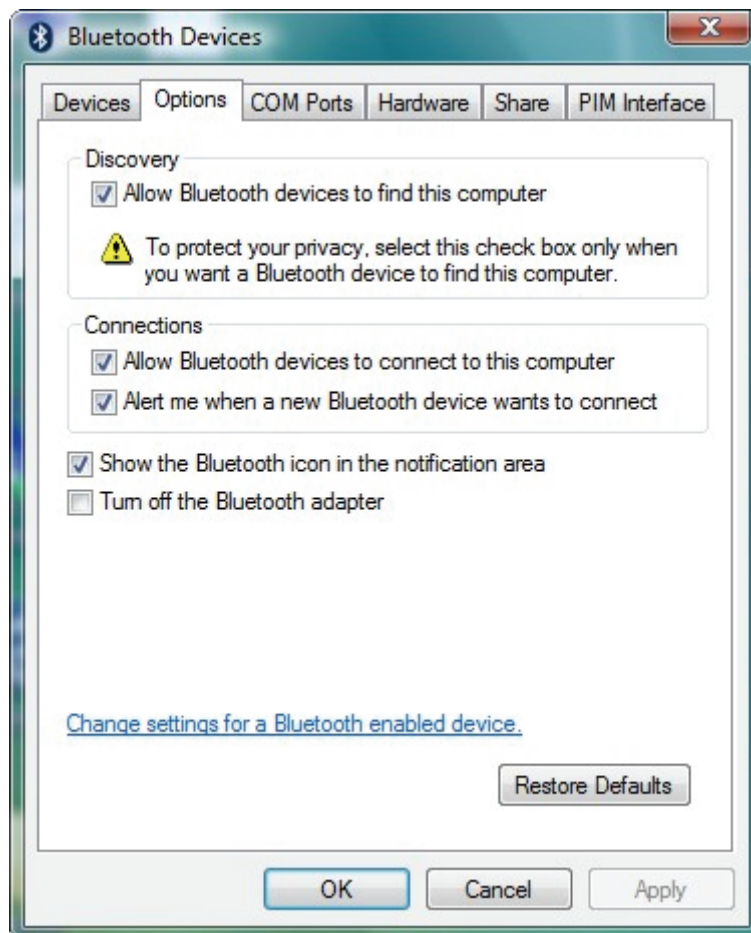 Bluetooth Devices
Devices
Options
COM Ports
Hardware
Share
PIM Interface
Discovery
Allow Bluetooth devices to find this computer
To protect your privacy, select this check box only when
you want a Bluetooth device to find this computer.
Connections
Allow Bluetooth devices to connect to this computer
Alert me when a new Bluetooth device wants to connect
Show the Bluetooth icon in the notification area
Turn off the Bluetooth adapter
Change settings for a Bluetooth enabled device.
Restore Defaults
OK
Cancel
Apply